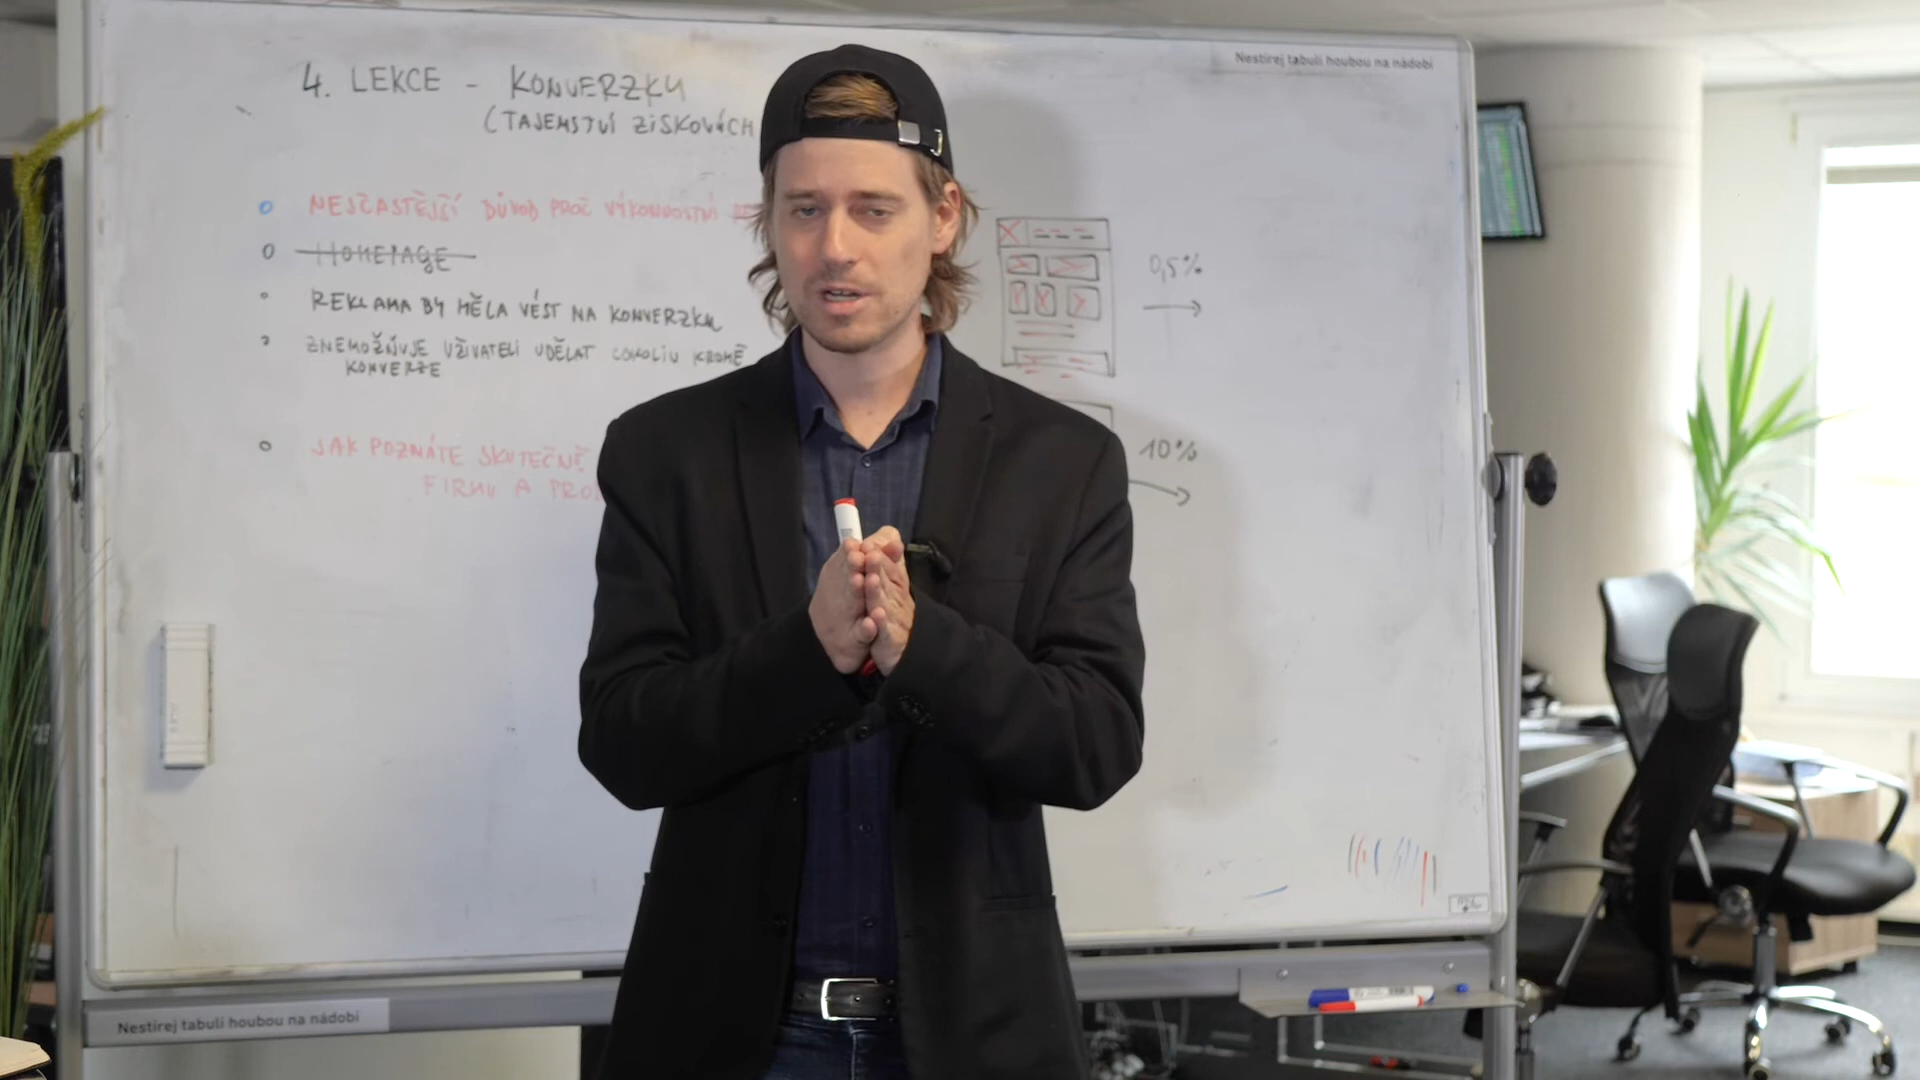 Nestírej tabuli houbou na nádobí
4. LEKCE - KONVERZKY
(TAJEMSTVÍ ZISKOVÝCH
NEJČASTĚJŠÍ DŮVOD PROČ VÝKONNOSTNÍ
HOMEPAGE
REKLAMA BY MĚLA VÉST NA KONVERZKU
ZNEMOŽŇUJE UŽIVATELI UDĚLAT COKOLIV KROMĚ
KONVERZE
0,5%
JAK POZNÁTE SKUTEČNĚ
FIRMU A PRO
10%
Nestírej tabuli houbou na nádobí